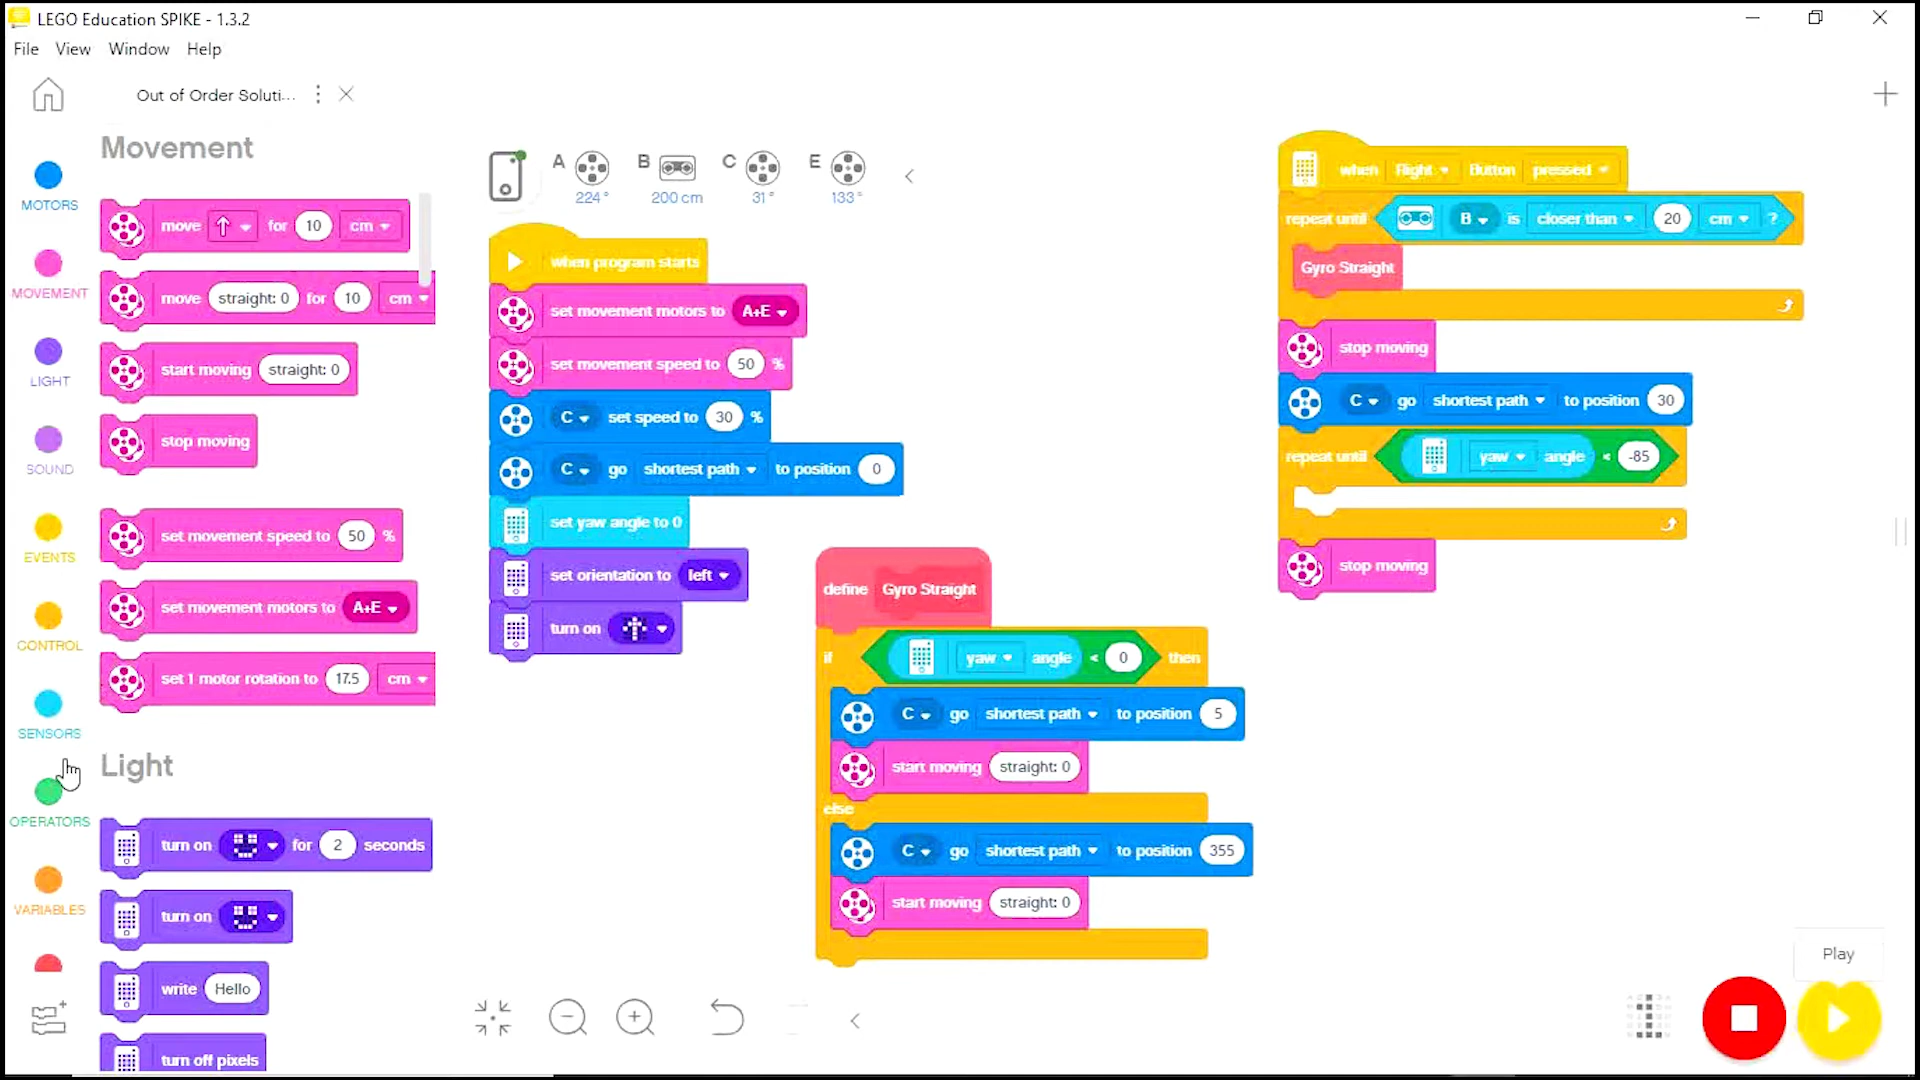 LEGO Education SPIKE - 1.3.2
File View Window Help
Out of Order Soluti...
MOTORS
MOVEMENT
LIGHT
SOUND
EVENTS
CONTROL
SENSORS
OPERATORS
VARIABLES
Movement
move for 10 cm
move straight: 0 for 10 cm
start moving straight: 0
stop moving
set movement speed to 50 %
set movement motors to A+E
set 1 motor rotation to 17.5 cm
Light
turn on for 2 seconds
turn on
write Hello
turn off pixels
A B C E
224° 200 cm 31° 133°
when program starts
set movement motors to A+E
set movement speed to 50 %
C set speed to 30 %
C go shortest path to position 0
set yaw angle to 0
set orientation to left
turn on
define Gyro Straight
if yaw angle < 0 then
C go shortest path to position 5
start moving straight: 0
else
C go shortest path to position 355
start moving straight: 0
when Right Button pressed
repeat until B is closer than 20 cm ?
Gyro Straight
stop moving
C go shortest path to position 30
repeat until yaw angle < -85
stop moving
Play